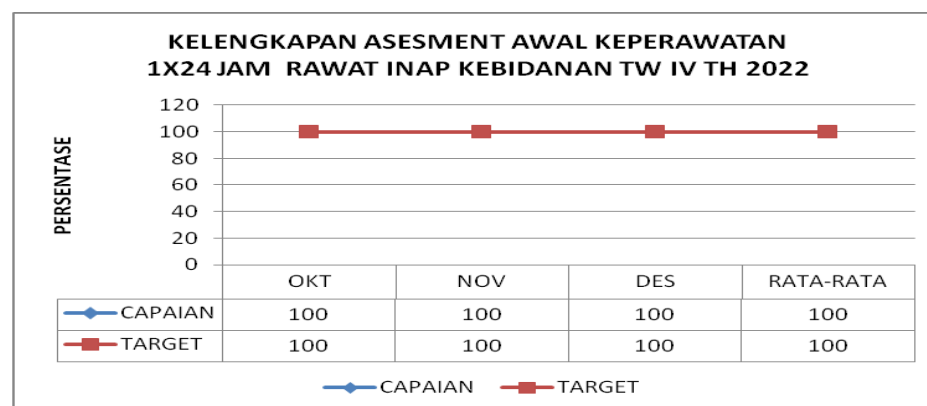 KELENGKAPAN ASESMENT AWAL KEPERAWATAN
1X24 JAM RAWAT INAP KEBIDANAN TW IV TH 2022
PERSENTASE
120
100
80
60
40
20
0
OKT NOV DES RATA-RATA
CAPAIAN 100 100 100 100
TARGET 100 100 100 100
CAPAIAN TARGET